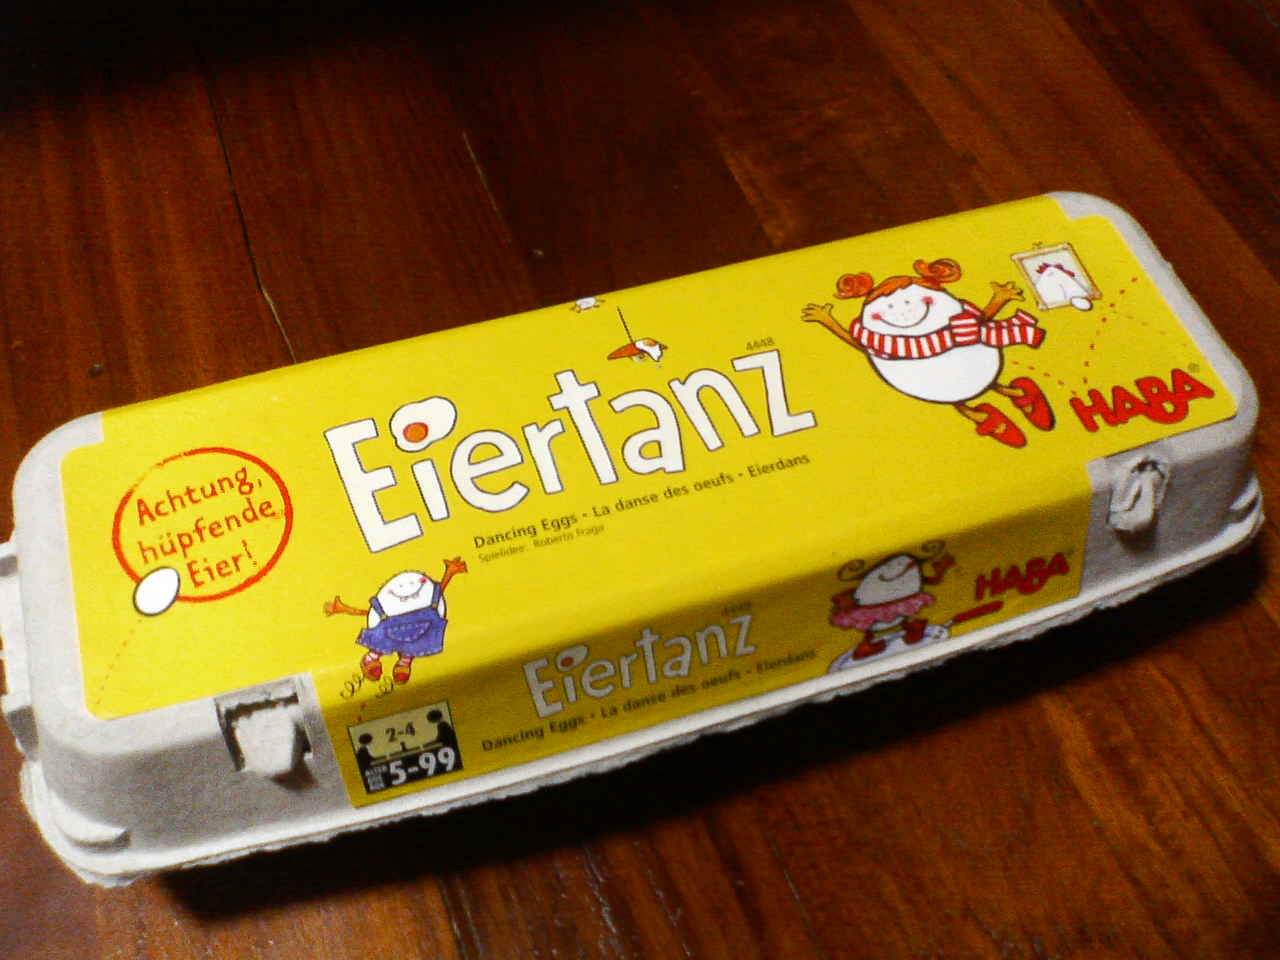 Achtung,
hüpfende
Eier!
4448
Eiertanz
Dancing Eggs • La danse des oeufs • Eierdans
Spielidee: Roberto Fraga
HABA®
2-4
ALTER
5-99
4448
Eiertanz
Dancing Eggs • La danse des oeufs • Eierdans
HABA®